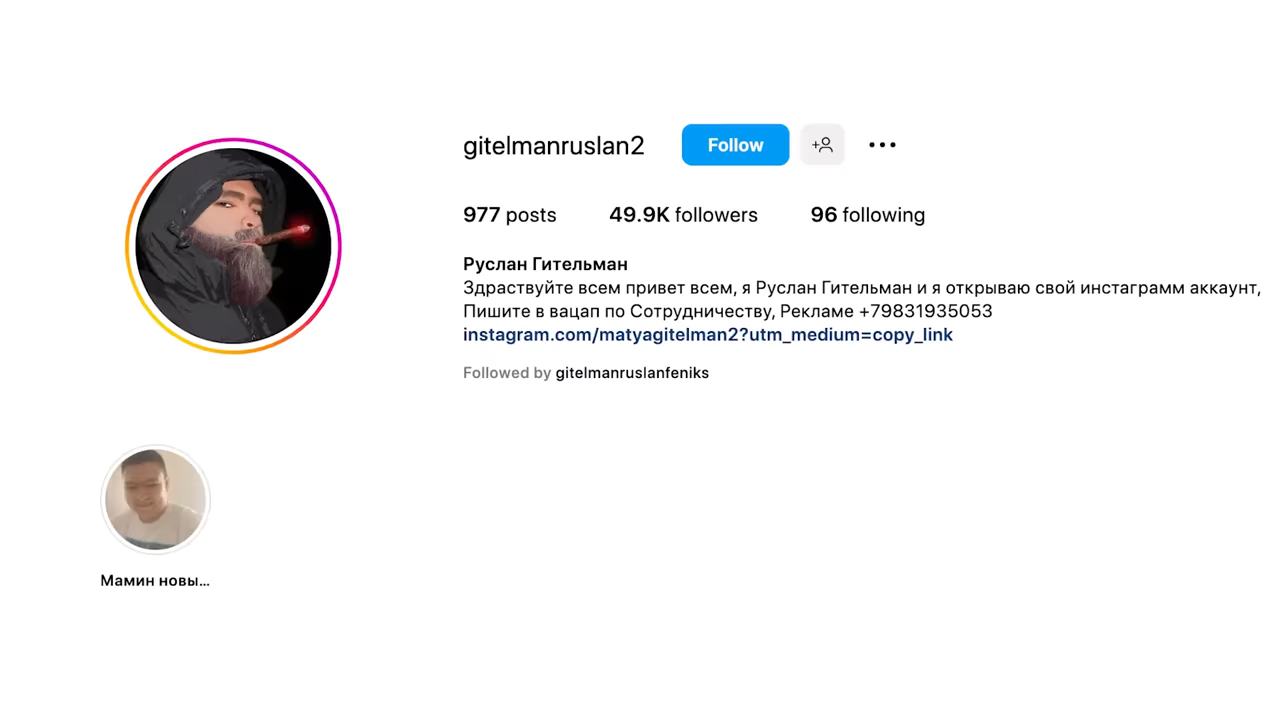 gitelmanruslan2 Follow
977 posts 49.9K followers 96 following
Руслан Гительман
Здраствуйте всем привет всем, я Руслан Гительман и я открываю свой инстаграмм аккаунт,
Пишите в вацап по Сотрудничеству, Рекламе +79831935053
instagram.com/matyagitelman2?utm_medium=copy_link
Followed by gitelmanruslanfeniks
Мамин новы...